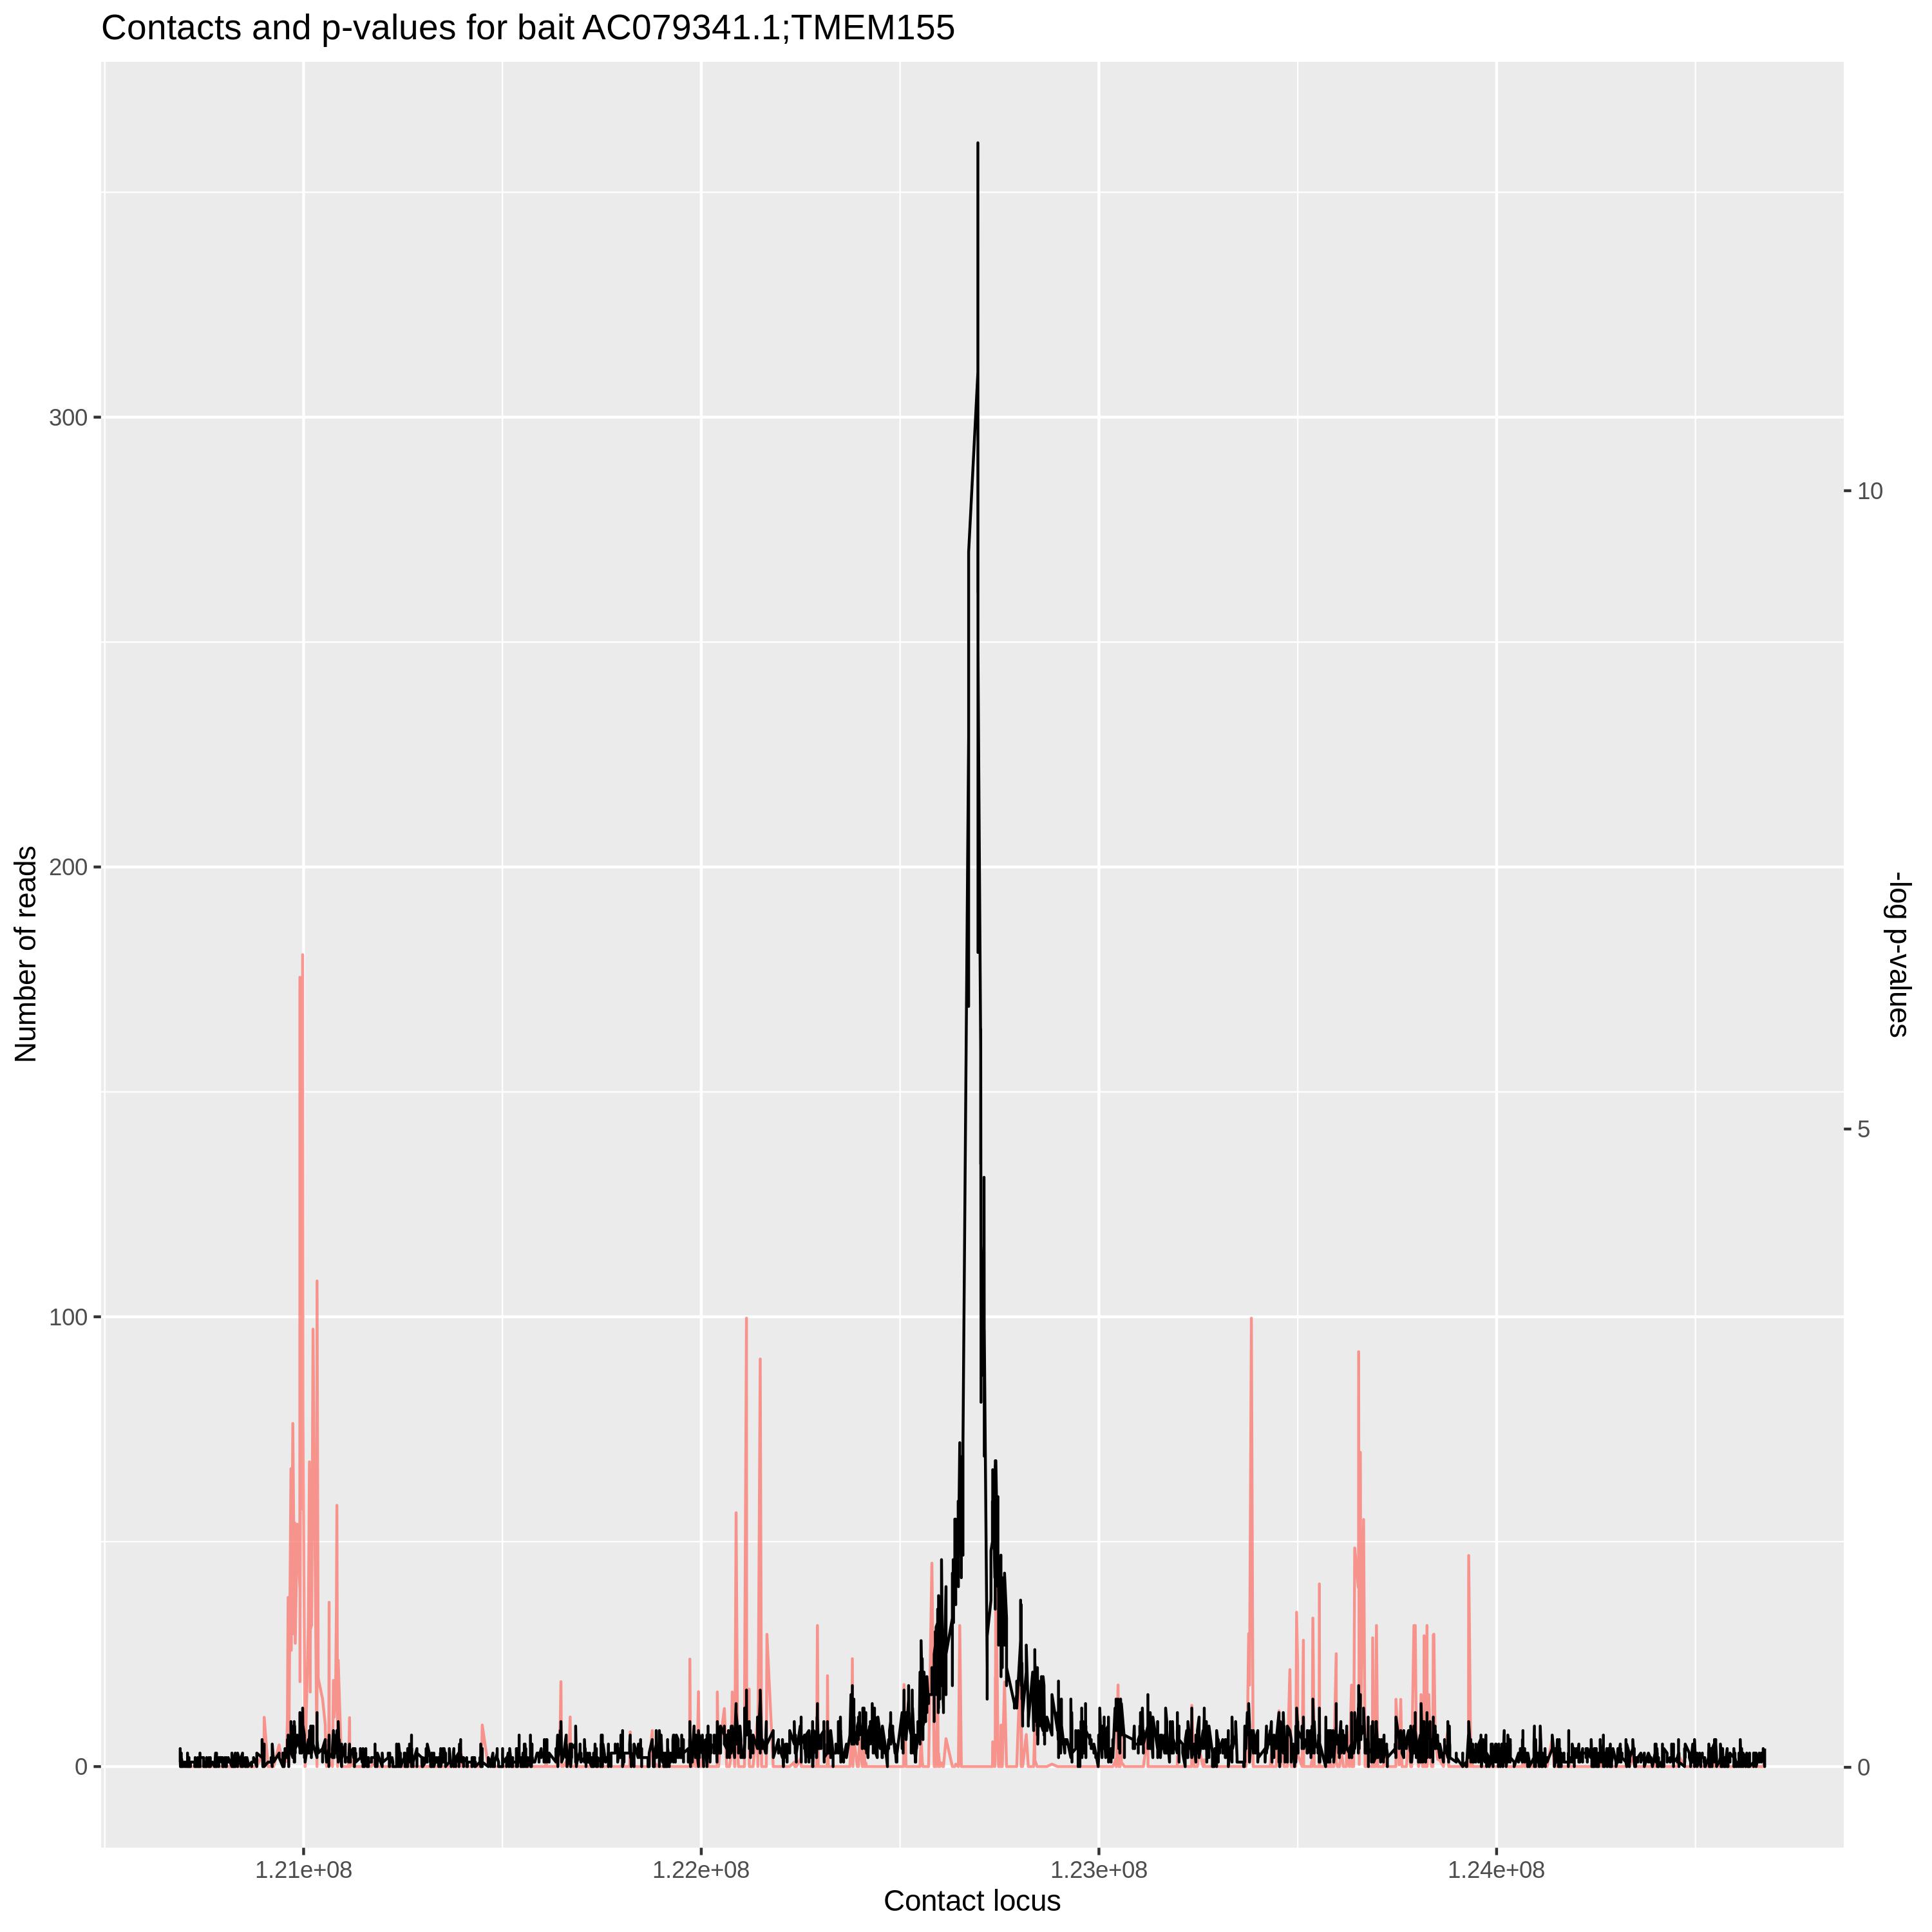 Contacts and p-values for bait AC079341.1;TMEM155
Number of reads
300
200
100
0
10
5
0
-log p-values
1.21e+08
1.22e+08
1.23e+08
1.24e+08
Contact locus